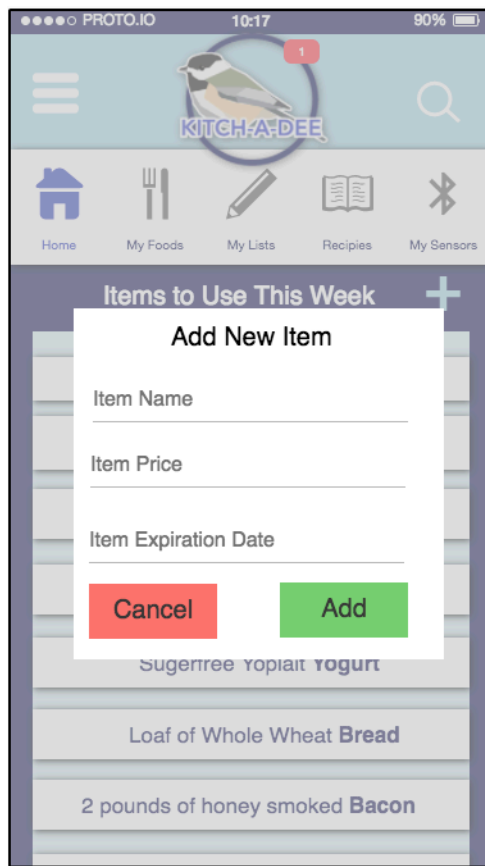 PROTO.IO 10:17 90%
1
KITCH-A-DEE
Home My Foods My Lists Recipies My Sensors
Items to Use This Week
Add New Item
Item Name
Item Price
Item Expiration Date
Cancel Add
Sugerfree Yoplait Yogurt
Loaf of Whole Wheat Bread
2 pounds of honey smoked Bacon